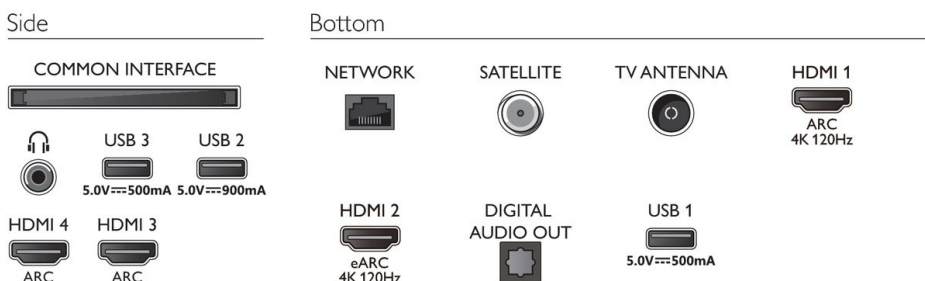 Side
COMMON INTERFACE
USB 3
USB 2
5.0V⎓500mA
5.0V⎓900mA
HDMI 4
HDMI 3
ARC
ARC
Bottom
NETWORK
SATELLITE
TV ANTENNA
HDMI 1
ARC
4K 120Hz
HDMI 2
eARC
4K 120Hz
DIGITAL
AUDIO OUT
USB 1
5.0V⎓500mA